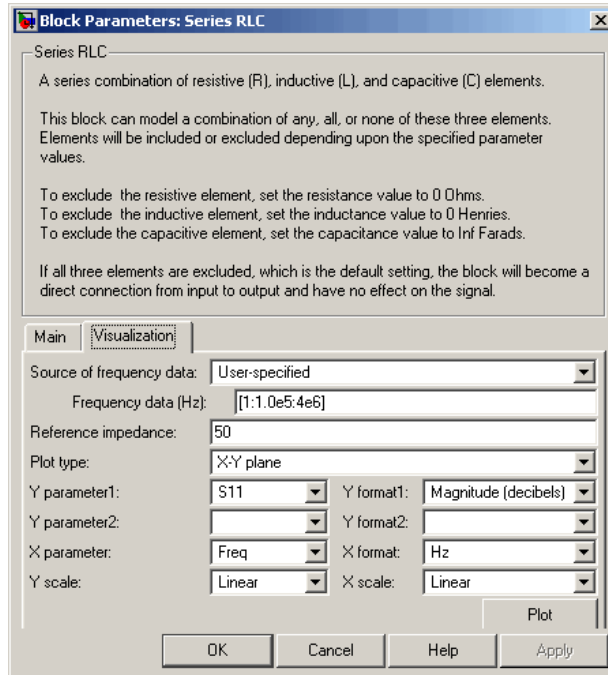 Block Parameters: Series RLC
Series RLC
A series combination of resistive (R), inductive (L), and capacitive (C) elements.
This block can model a combination of any, all, or none of these three elements.
Elements will be included or excluded depending upon the specified parameter
values.
To exclude the resistive element, set the resistance value to 0 Ohms.
To exclude the inductive element, set the inductance value to 0 Henries.
To exclude the capacitive element, set the capacitance value to Inf Farads.
If all three elements are excluded, which is the default setting, the block will become a
direct connection from input to output and have no effect on the signal.
Main Visualization
Source of frequency data: User-specified
Frequency data (Hz): [1:1.0e5:4e6]
Reference impedance: 50
Plot type: X-Y plane
Y parameter1: S11 Y format1: Magnitude (decibels)
Y parameter2: Y format2:
X parameter: Freq X format: Hz
Y scale: Linear X scale: Linear
Plot
OK Cancel Help Apply